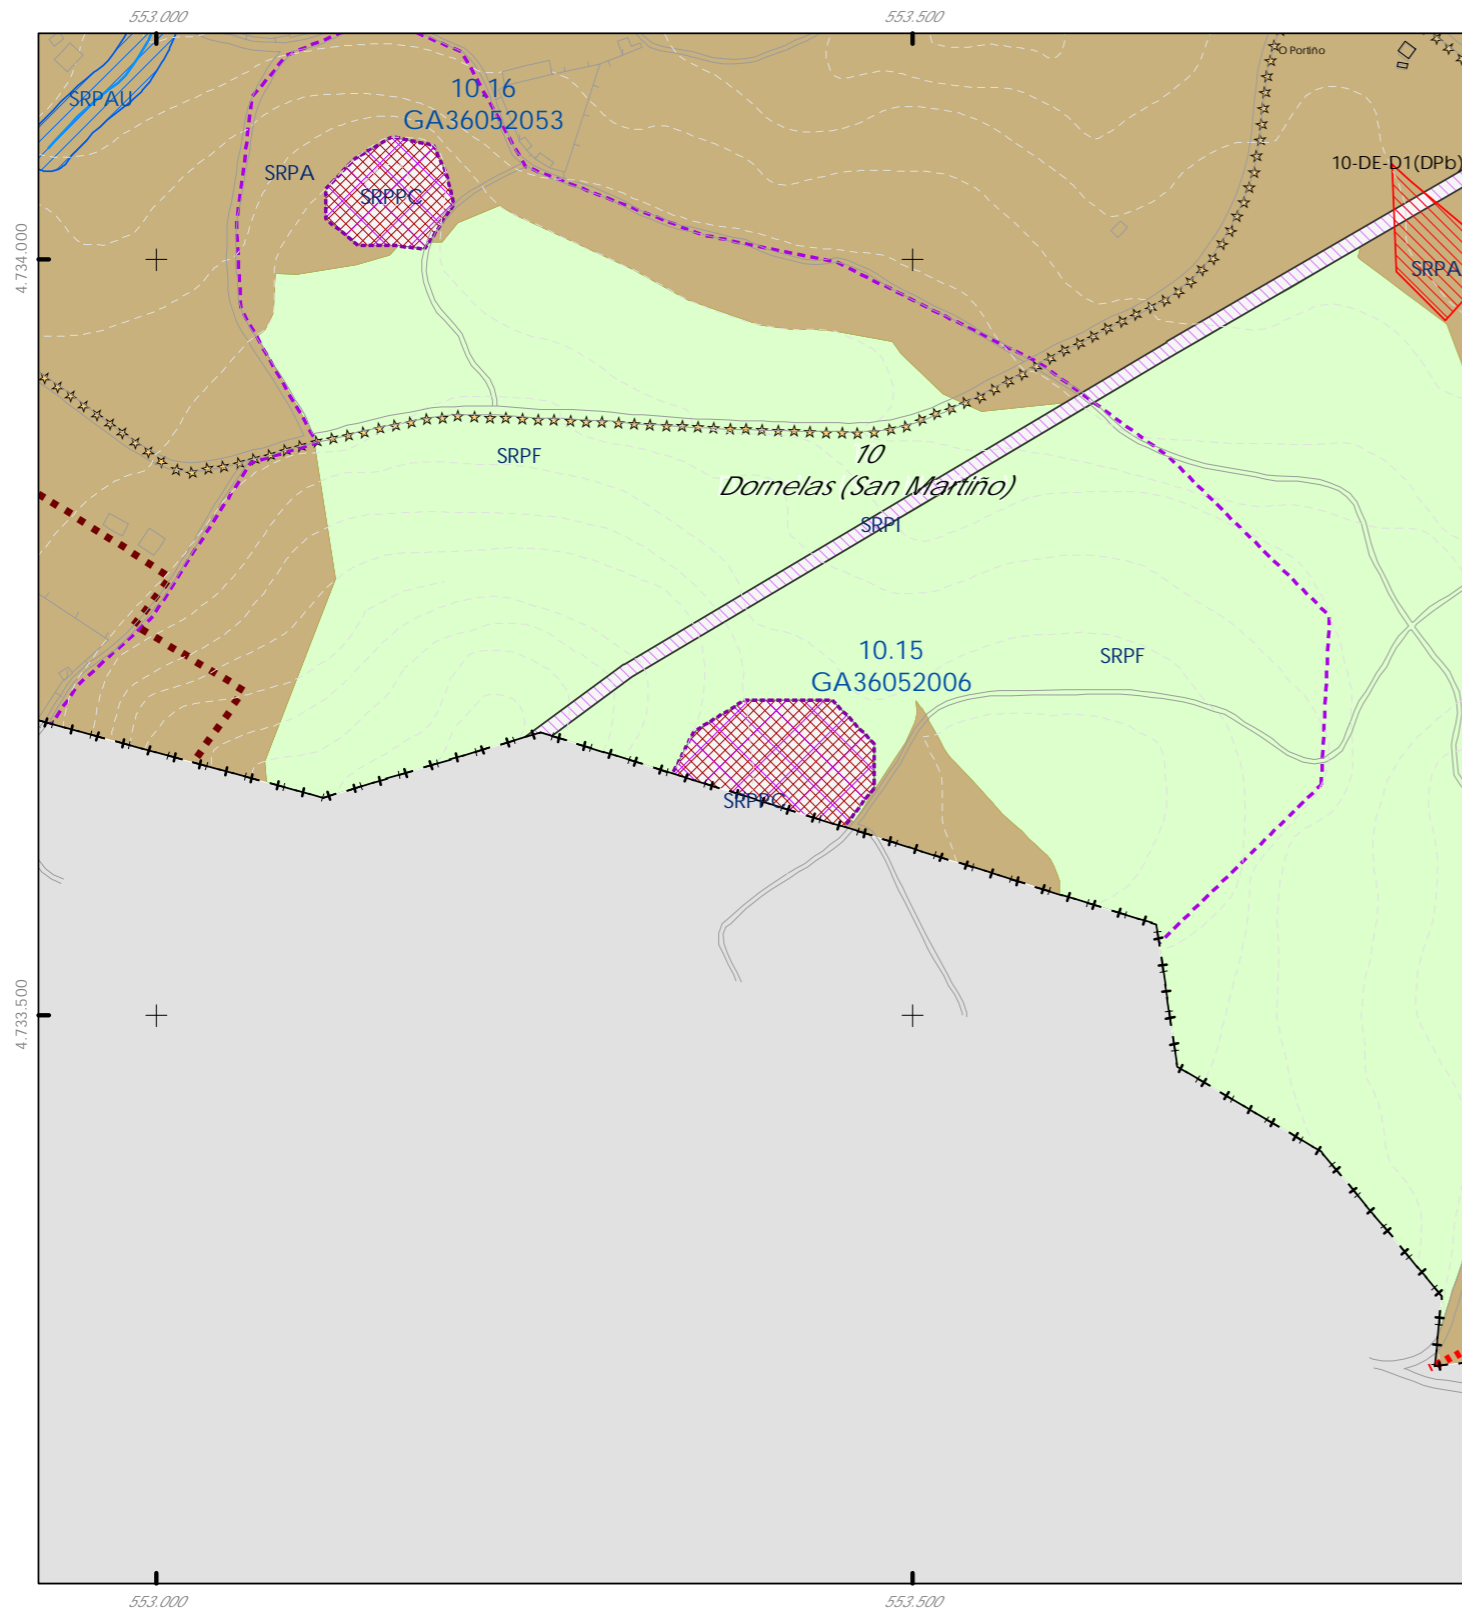 553.000
553.500
O Portiño
10.16
GA36052053
SRPAU
10-DE-D1(DPb)
SRPA
SRPPC
4.734.000
SRPA
SRPF
10
Dornelas (San Martiño)
SRPI
10.15
GA36052006
SRPF
SRPPC
4.733.500
553.000
553.500